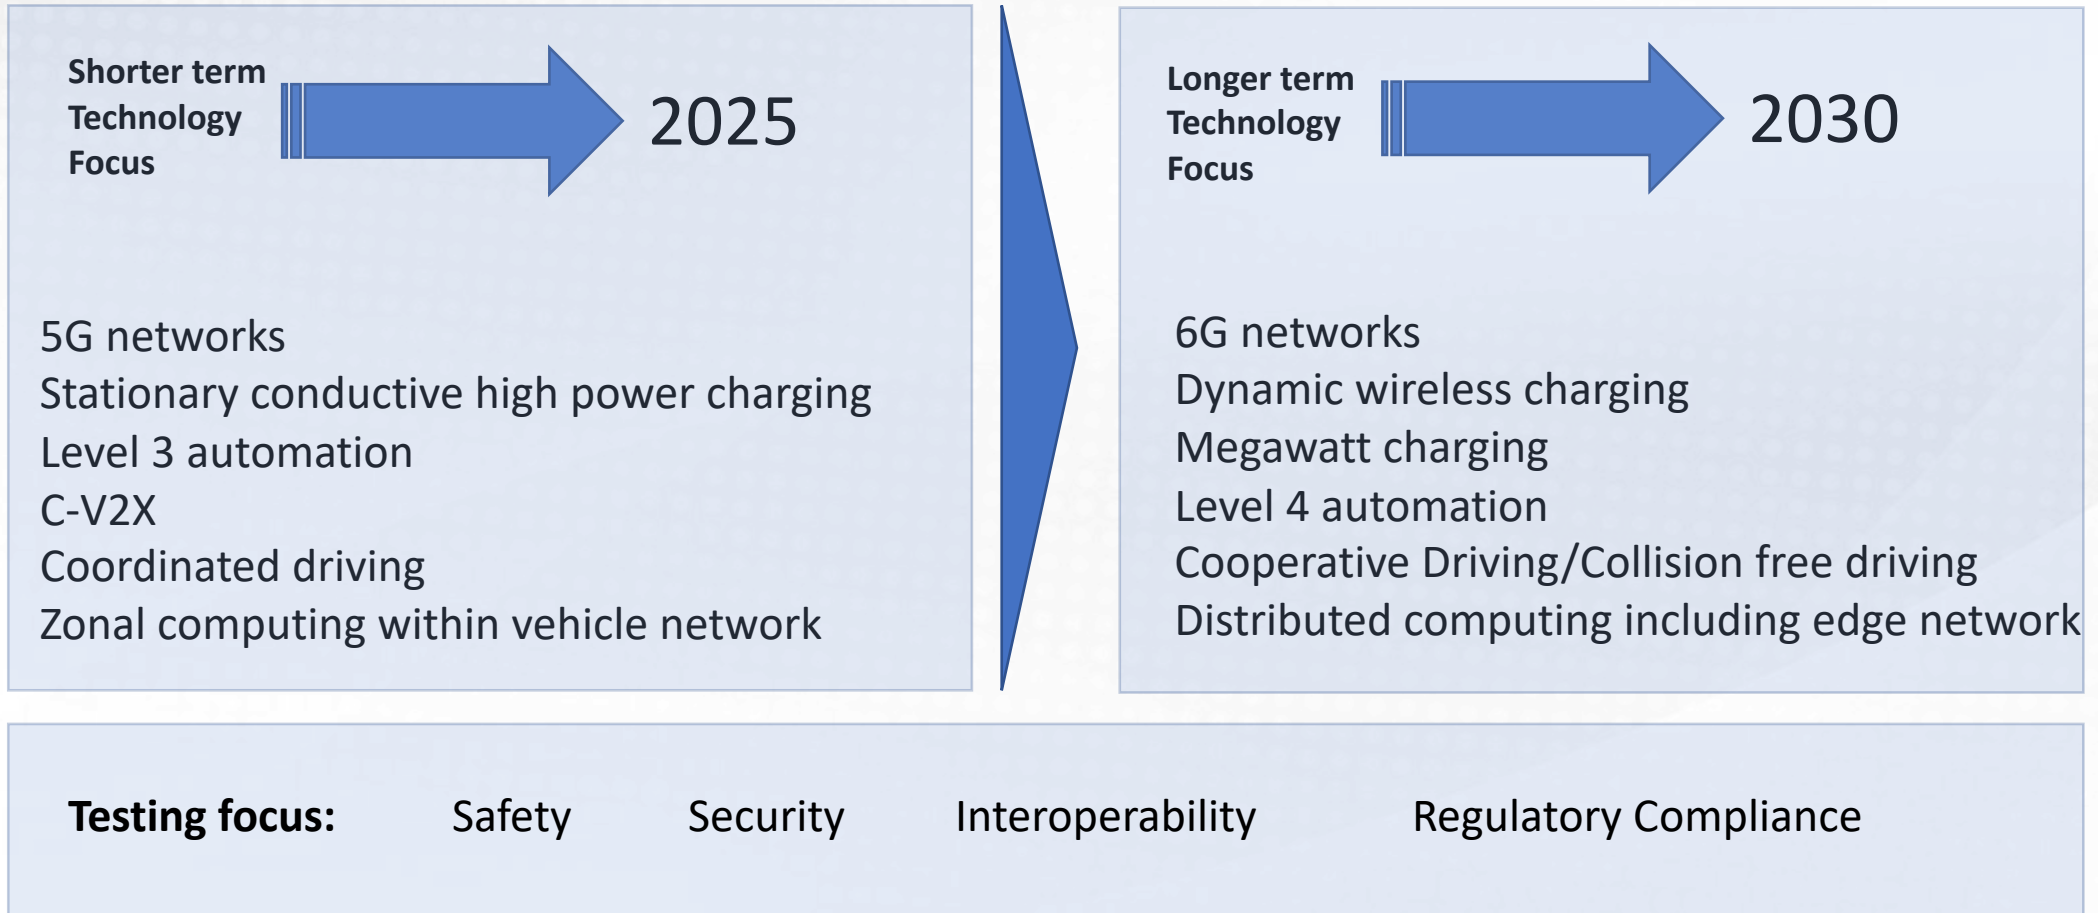 Shorter term
Technology
Focus
2025
5G networks
Stationary conductive high power charging
Level 3 automation
C-V2X
Coordinated driving
Zonal computing within vehicle network
Longer term
Technology
Focus
2030
6G networks
Dynamic wireless charging
Megawatt charging
Level 4 automation
Cooperative Driving/Collision free driving
Distributed computing including edge network
Testing focus: Safety Security Interoperability Regulatory Compliance